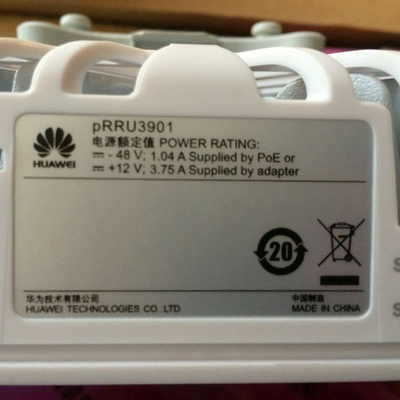 pRRU3901
电源额定值 POWER RATING:
⎓ - 48 V; 1.04 A Supplied by PoE or
⎓ +12 V; 3.75 A Supplied by adapter
HUAWEI
20
华为技术有限公司
HUAWEI TECHNOLOGIES CO. LTD.
中国制造
MADE IN CHINA
S
S